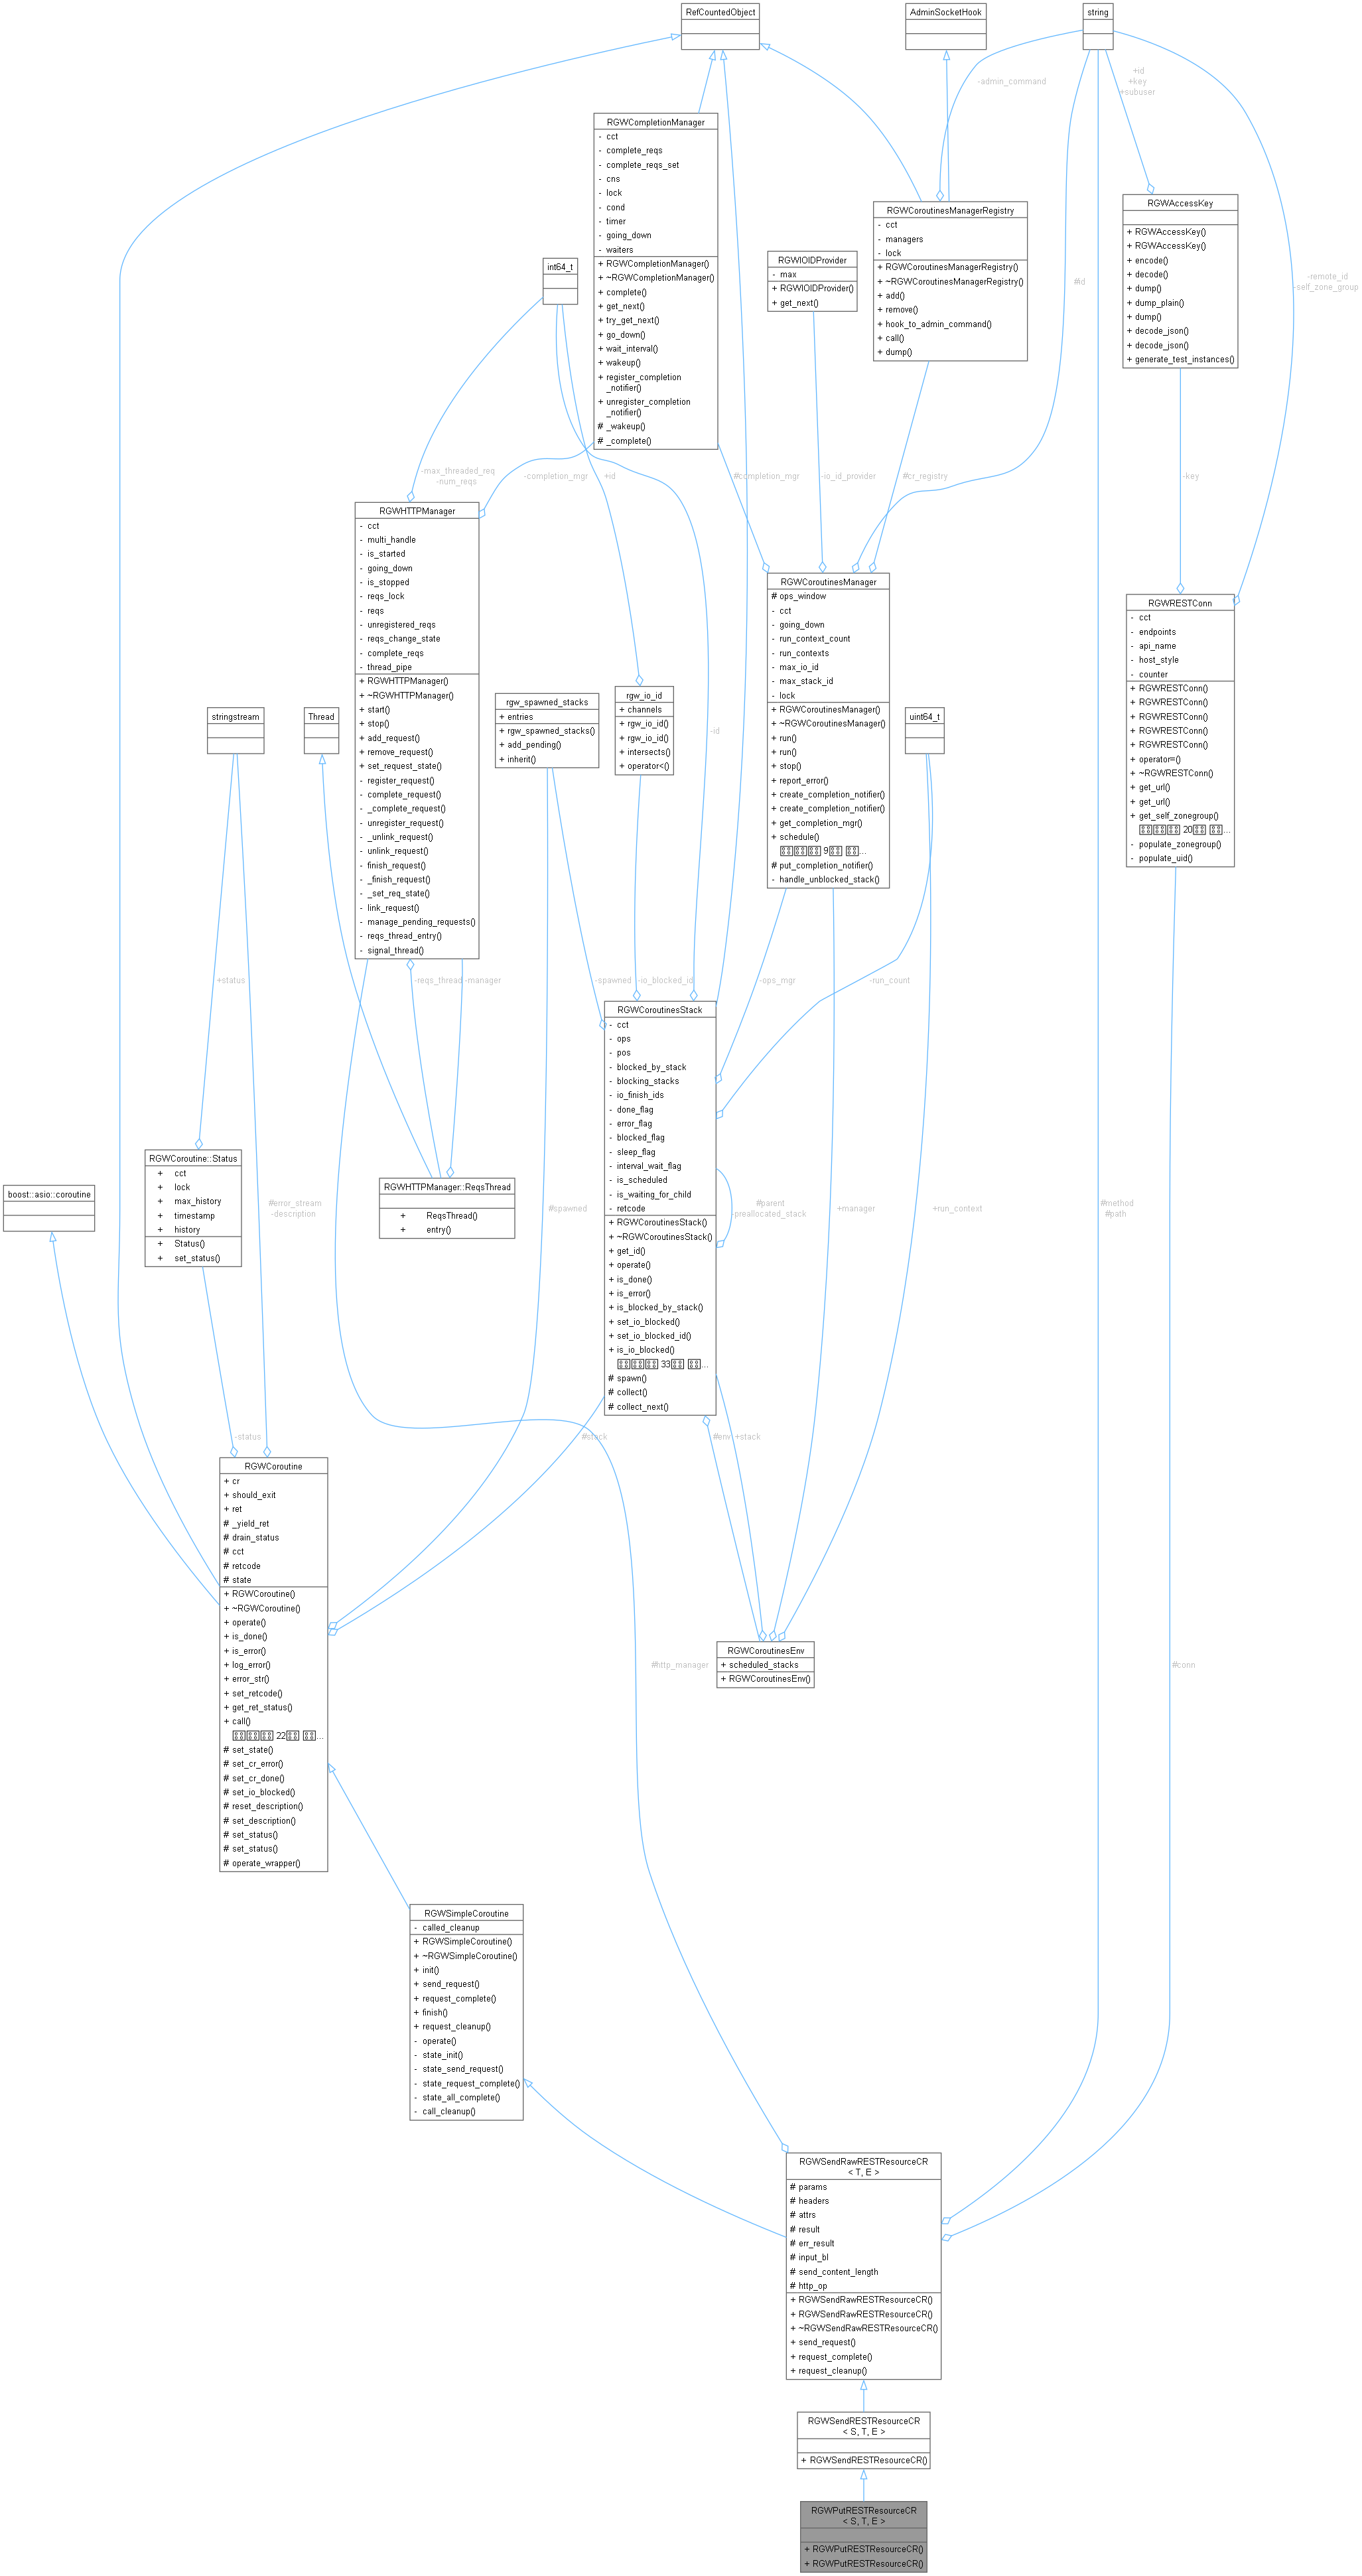 RefCountedObject
AdminSocketHook
string
-admin_command
+id
+key
+subuser
RGWCompletionManager
- cct
- complete_reqs
- complete_reqs_set
- cns
- lock
- cond
- timer
- going_down
- waiters
+ RGWCompletionManager()
+ ~RGWCompletionManager()
+ complete()
+ get_next()
+ try_get_next()
+ go_down()
+ wait_interval()
+ wakeup()
+ register_completion
_notifier()
+ unregister_completion
_notifier()
# _wakeup()
# _complete()
RGWCoroutinesManagerRegistry
- cct
- managers
- lock
+ RGWCoroutinesManagerRegistry()
+ ~RGWCoroutinesManagerRegistry()
+ add()
+ remove()
+ hook_to_admin_command()
+ call()
+ dump()
RGWAccessKey
+ RGWAccessKey()
+ RGWAccessKey()
+ encode()
+ decode()
+ dump()
+ dump_plain()
+ dump()
+ decode_json()
+ decode_json()
+ generate_test_instances()
RGWIOIDProvider
- max
+ RGWIOIDProvider()
+ get_next()
int64_t
#id
-remote_id
-self_zone_group
-max_threaded_req
-num_reqs
-completion_mgr
+id
#completion_mgr
-io_id_provider
#cr_registry
-key
RGWHTTPManager
- cct
- multi_handle
- is_started
- going_down
- is_stopped
- reqs_lock
- reqs
- unregistered_reqs
- reqs_change_state
- complete_reqs
- thread_pipe
+ RGWHTTPManager()
+ ~RGWHTTPManager()
+ start()
+ stop()
+ add_request()
+ remove_request()
+ set_request_state()
- register_request()
- complete_request()
- _complete_request()
- unregister_request()
- _unlink_request()
- unlink_request()
- finish_request()
- _finish_request()
- _set_req_state()
- link_request()
- manage_pending_requests()
- reqs_thread_entry()
- signal_thread()
RGWCoroutinesManager
# ops_window
- cct
- going_down
- run_context_count
- run_contexts
- max_io_id
- max_stack_id
- lock
+ RGWCoroutinesManager()
+ ~RGWCoroutinesManager()
+ run()
+ run()
+ stop()
+ report_error()
+ create_completion_notifier()
+ create_completion_notifier()
+ get_completion_mgr()
+ schedule()
9 ...
# put_completion_notifier()
- handle_unblocked_stack()
RGWRESTConn
- cct
- endpoints
- api_name
- host_style
- counter
+ RGWRESTConn()
+ RGWRESTConn()
+ RGWRESTConn()
+ RGWRESTConn()
+ RGWRESTConn()
+ operator=()
+ ~RGWRESTConn()
+ get_url()
+ get_url()
+ get_self_zonegroup()
20 ...
- populate_zonegroup()
- populate_uid()
stringstream
Thread
rgw_spawned_stacks
+ entries
+ rgw_spawned_stacks()
+ add_pending()
+ inherit()
rgw_io_id
+ channels
+ rgw_io_id()
+ rgw_io_id()
+ intersects()
+ operator<()
-id
uint64_t
+status
-reqs_thread
-manager
-spawned
-io_blocked_id
-ops_mgr
-run_count
RGWCoroutinesStack
- cct
- ops
- pos
- blocked_by_stack
- blocking_stacks
- io_finish_ids
- done_flag
- error_flag
- blocked_flag
- sleep_flag
- interval_wait_flag
- is_scheduled
- is_waiting_for_child
- retcode
+ RGWCoroutinesStack()
+ ~RGWCoroutinesStack()
+ get_id()
+ operate()
+ is_done()
+ is_error()
+ is_blocked_by_stack()
+ set_io_blocked()
+ set_io_blocked_id()
+ is_io_blocked()
33 ...
# spawn()
# collect()
# collect_next()
RGWCoroutine::Status
+ cct
+ lock
+ max_history
+ timestamp
+ history
+ Status()
+ set_status()
boost::asio::coroutine
RGWHTTPManager::ReqsThread
+ ReqsThread()
+ entry()
#error_stream
-description
#spawned
#parent
-preallocated_stack
+manager
+run_context
#method
#path
-status
#stack
#env
+stack
RGWCoroutine
+ cr
+ should_exit
+ ret
# _yield_ret
# drain_status
# cct
# retcode
# state
+ RGWCoroutine()
+ ~RGWCoroutine()
+ operate()
+ is_done()
+ is_error()
+ log_error()
+ error_str()
+ set_retcode()
+ get_ret_status()
+ call()
22 ...
# set_state()
# set_cr_error()
# set_cr_done()
# set_io_blocked()
# reset_description()
# set_description()
# set_status()
# set_status()
# operate_wrapper()
RGWCoroutinesEnv
+ scheduled_stacks
+ RGWCoroutinesEnv()
#http_manager
#conn
RGWSimpleCoroutine
- called_cleanup
+ RGWSimpleCoroutine()
+ ~RGWSimpleCoroutine()
+ init()
+ send_request()
+ request_complete()
+ finish()
+ request_cleanup()
- operate()
- state_init()
- state_send_request()
- state_request_complete()
- state_all_complete()
- call_cleanup()
RGWSendRawRESTResourceCR
< T, E >
# params
# headers
# attrs
# result
# err_result
# input_bl
# send_content_length
# http_op
+ RGWSendRawRESTResourceCR()
+ RGWSendRawRESTResourceCR()
+ ~RGWSendRawRESTResourceCR()
+ send_request()
+ request_complete()
+ request_cleanup()
RGWSendRESTResourceCR
< S, T, E >
+ RGWSendRESTResourceCR()
RGWPutRESTResourceCR
< S, T, E >
+ RGWPutRESTResourceCR()
+ RGWPutRESTResourceCR()